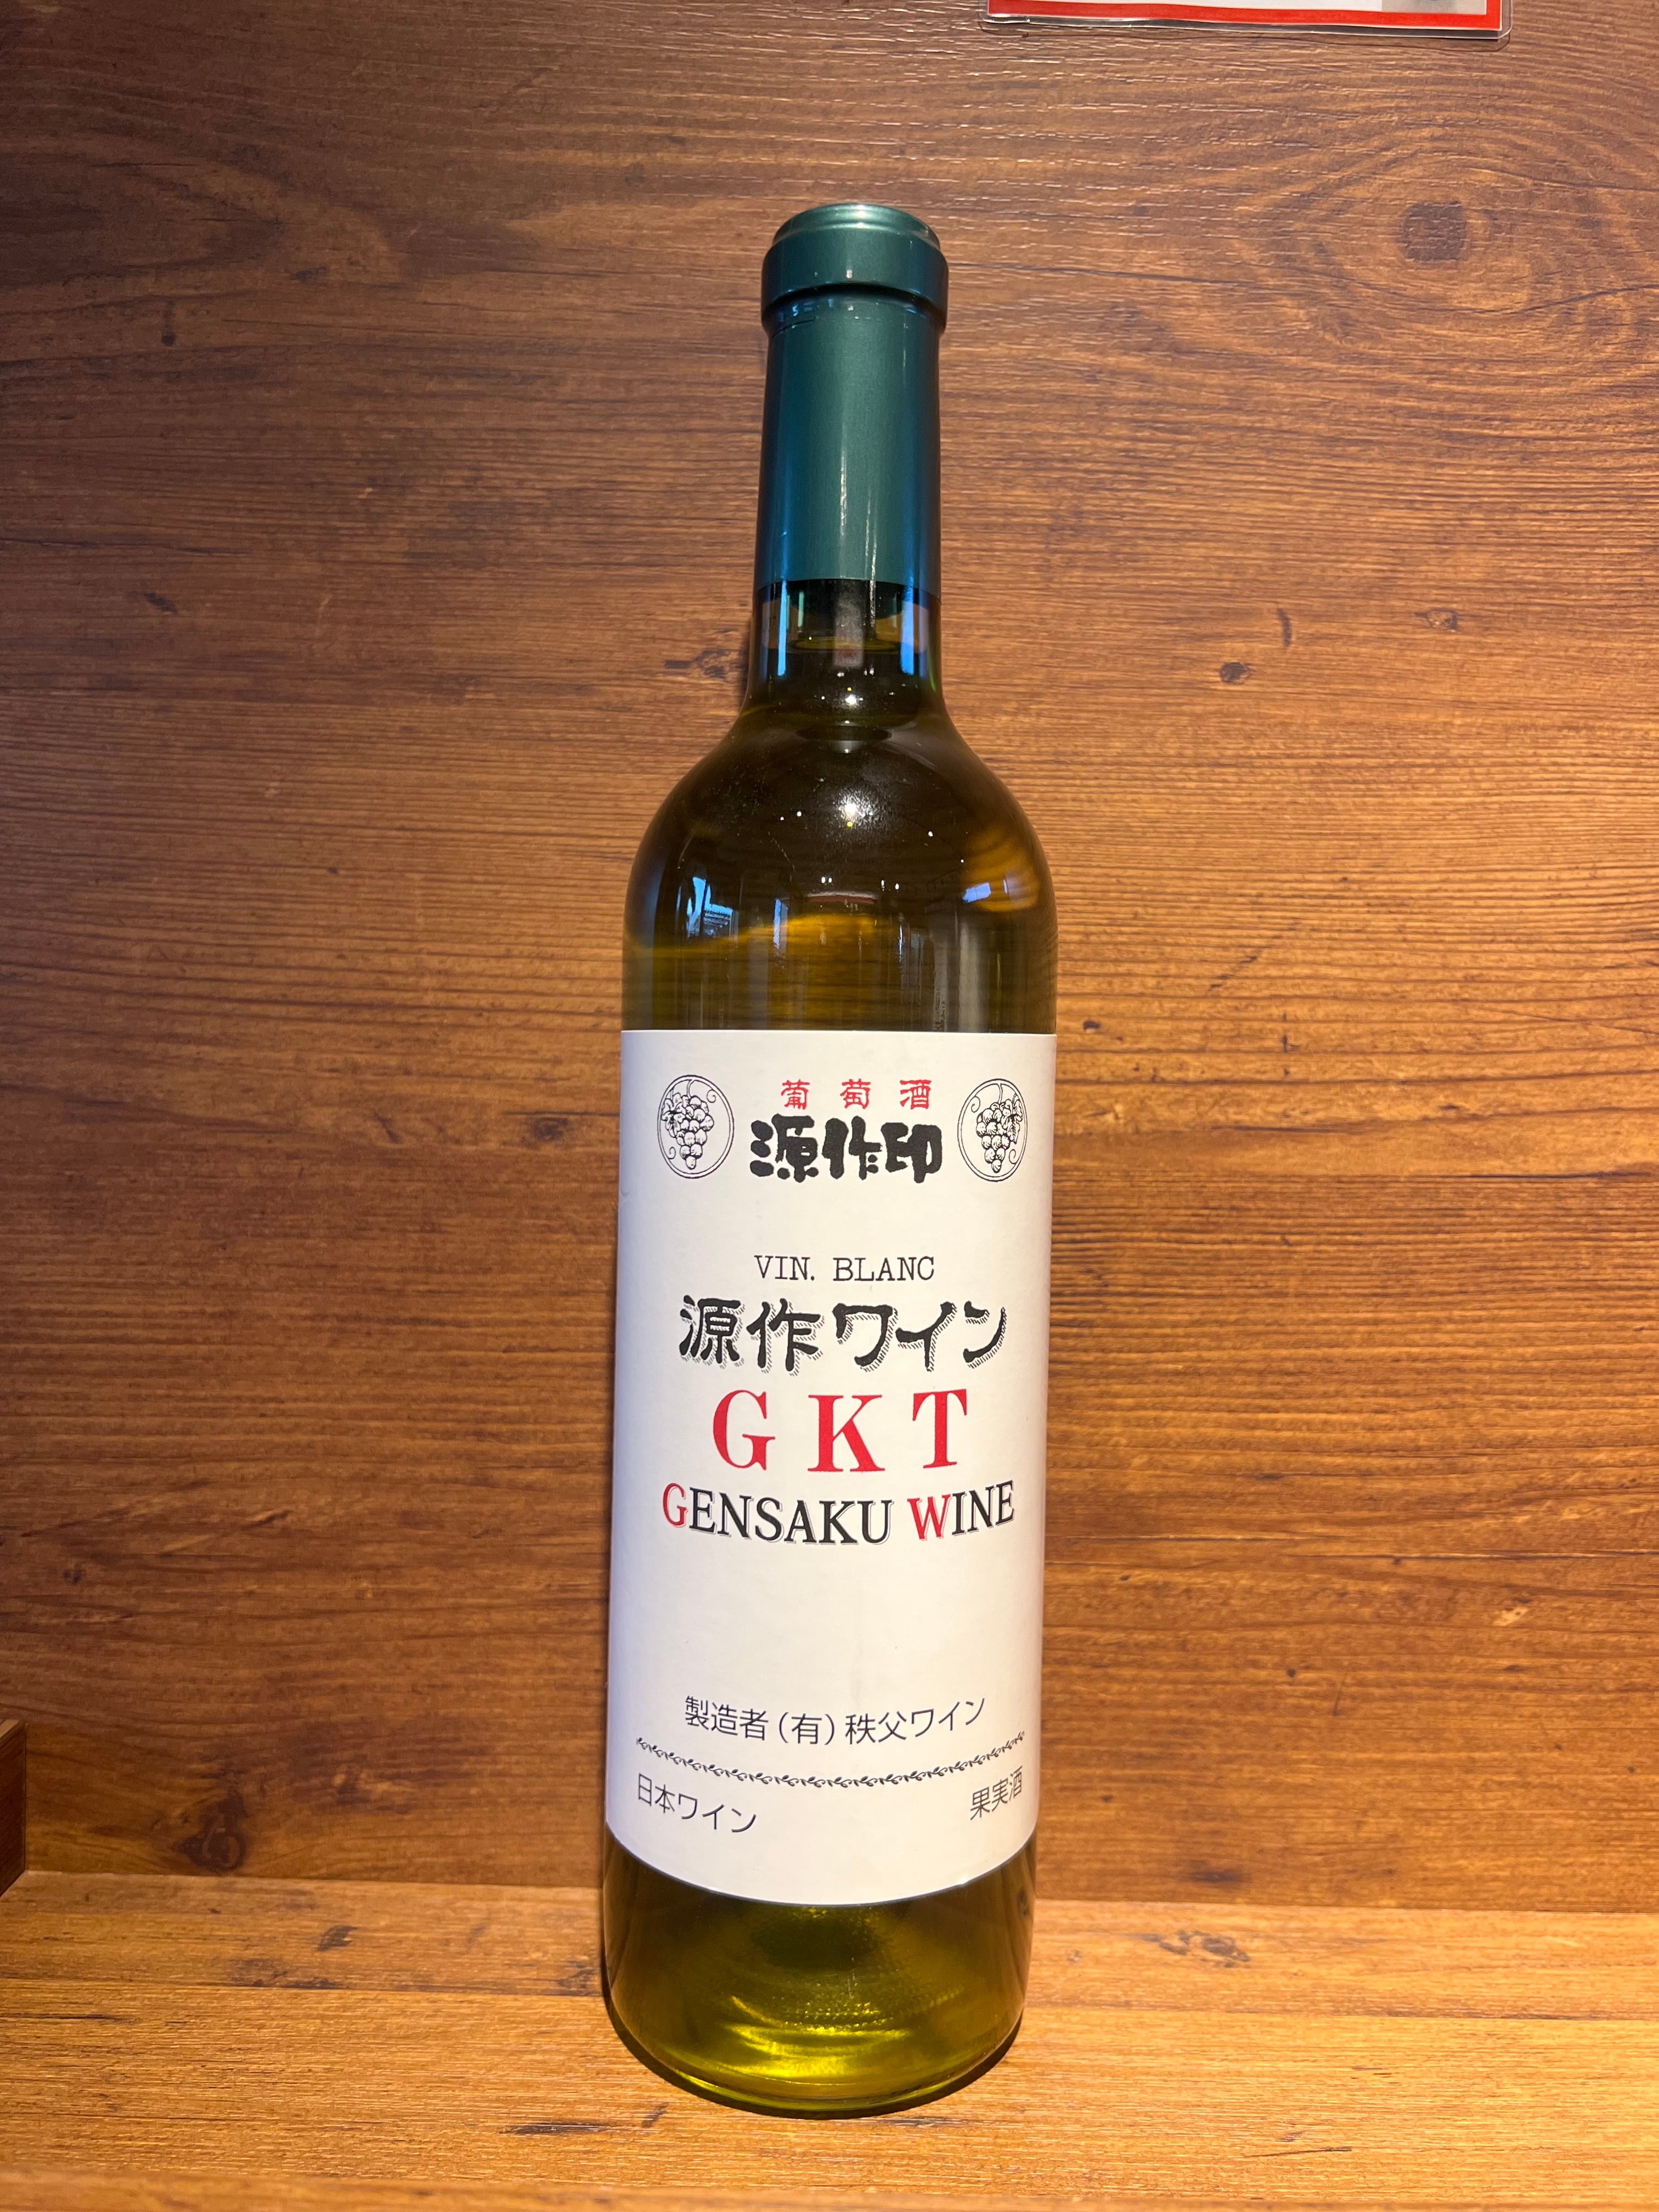 葡萄酒
源作印
VIN. BLANC
源作ワイン
GKT
GENSAKU WINE
製造者(有)秩父ワイン
日本ワイン
果実酒